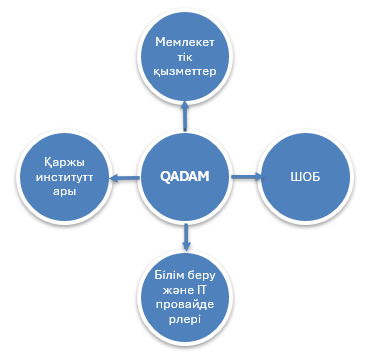 Мемлекет
тік
қызметтер
Қаржы
институтт
ары
QADAM
ШОБ
Білім беру
және IT
провайде
рлері